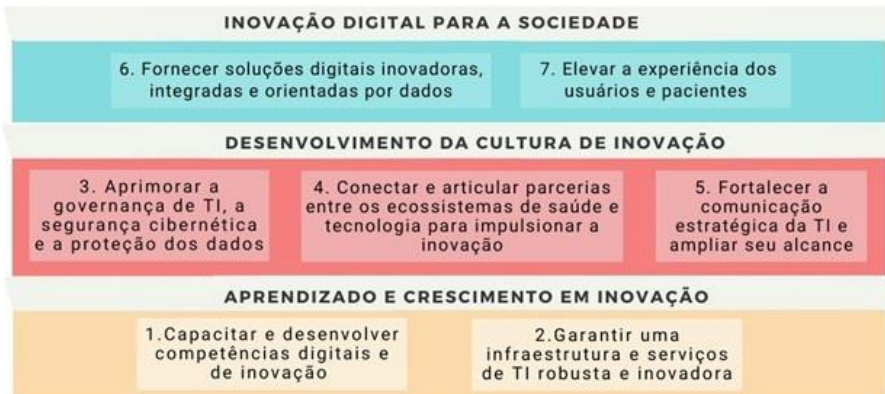 INOVAÇÃO DIGITAL PARA A SOCIEDADE
6. Fornecer soluções digitais inovadoras,
integradas e orientadas por dados
7. Elevar a experiência dos
usuários e pacientes
DESENVOLVIMENTO DA CULTURA DE INOVAÇÃO
3. Aprimorar a
governança de TI, a
segurança cibernética
e a proteção dos dados
4. Conectar e articular parcerias
entre os ecossistemas de saúde e
tecnologia para impulsionar a
inovação
5. Fortalecer a
comunicação
estratégica da TI e
ampliar seu alcance
APRENDIZADO E CRESCIMENTO EM INOVAÇÃO
1.Capacitar e desenvolver
competências digitais e
de inovação
2.Garantir uma
infraestrutura e serviços
de TI robusta e inovadora